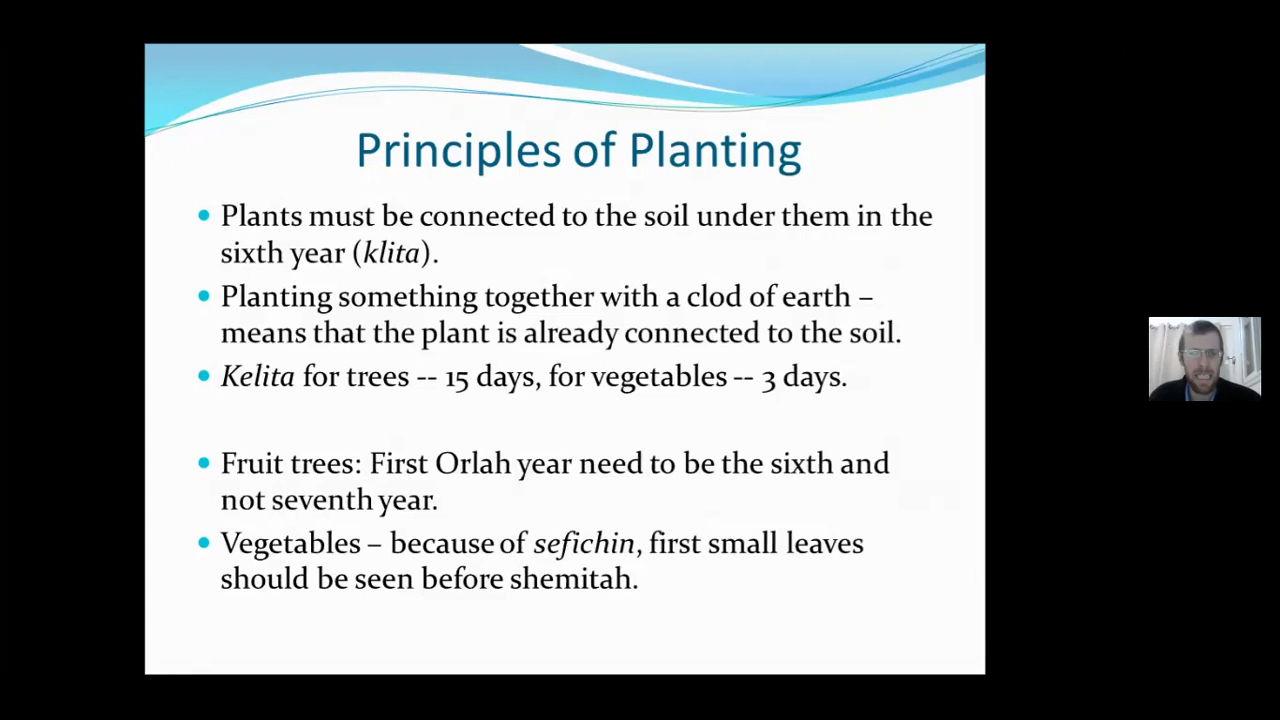 Principles of Planting
• Plants must be connected to the soil under them in the
sixth year (klita).
• Planting something together with a clod of earth –
means that the plant is already connected to the soil.
• Kelita for trees -- 15 days, for vegetables -- 3 days.
• Fruit trees: First Orlah year need to be the sixth and
not seventh year.
• Vegetables – because of sefichin, first small leaves
should be seen before shemitah.